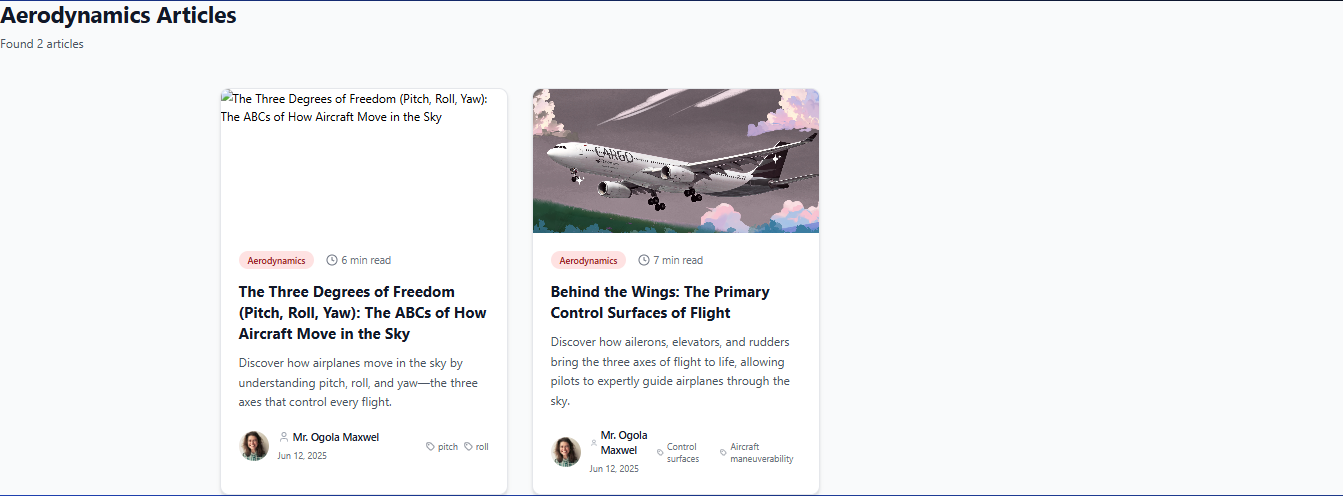 Aerodynamics Articles
Found 2 articles
The Three Degrees of Freedom (Pitch, Roll, Yaw):
The ABCs of How Aircraft Move in the Sky
Aerodynamics
6 min read
The Three Degrees of Freedom
(Pitch, Roll, Yaw): The ABCs of How
Aircraft Move in the Sky
Discover how airplanes move in the sky by
understanding pitch, roll, and yaw—the three
axes that control every flight.
Mr. Ogola Maxwel
Jun 12, 2025
pitch
roll
CARGO
Aerodynamics
7 min read
Behind the Wings: The Primary
Control Surfaces of Flight
Discover how ailerons, elevators, and rudders
bring the three axes of flight to life, allowing
pilots to expertly guide airplanes through the
sky.
Mr. Ogola
Maxwel
Jun 12, 2025
Control
surfaces
Aircraft
maneuverability